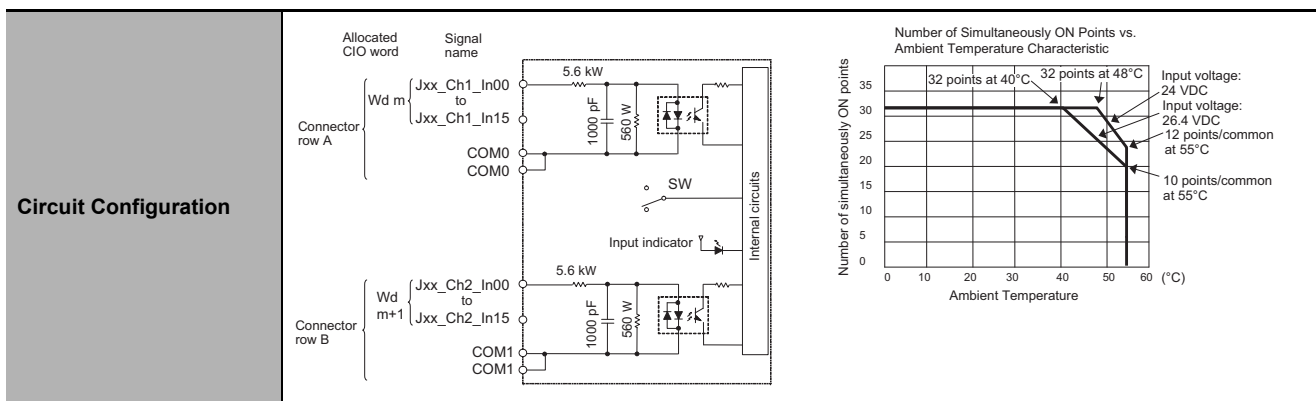 Circuit Configuration
Allocated
CIO word
Signal
name
Connector
row A
Wd m
Jxx_Ch1_In00
to
Jxx_Ch1_In15
COM0
COM0
5.6 kW
1000 pF
560 W
SW
Input indicator
Internal circuits
Connector
row B
Wd
m+1
Jxx_Ch2_In00
to
Jxx_Ch2_In15
COM1
COM1
5.6 kW
1000 pF
560 W
Number of Simultaneously ON Points vs.
Ambient Temperature Characteristic
Number of simultaneously ON points
35
30
25
20
15
10
5
0
32 points at 40°C
32 points at 48°C
Input voltage:
24 VDC
Input voltage:
26.4 VDC
12 points/common
at 55°C
10 points/common
at 55°C
0 10 20 30 40 50 60 (°C)
Ambient Temperature